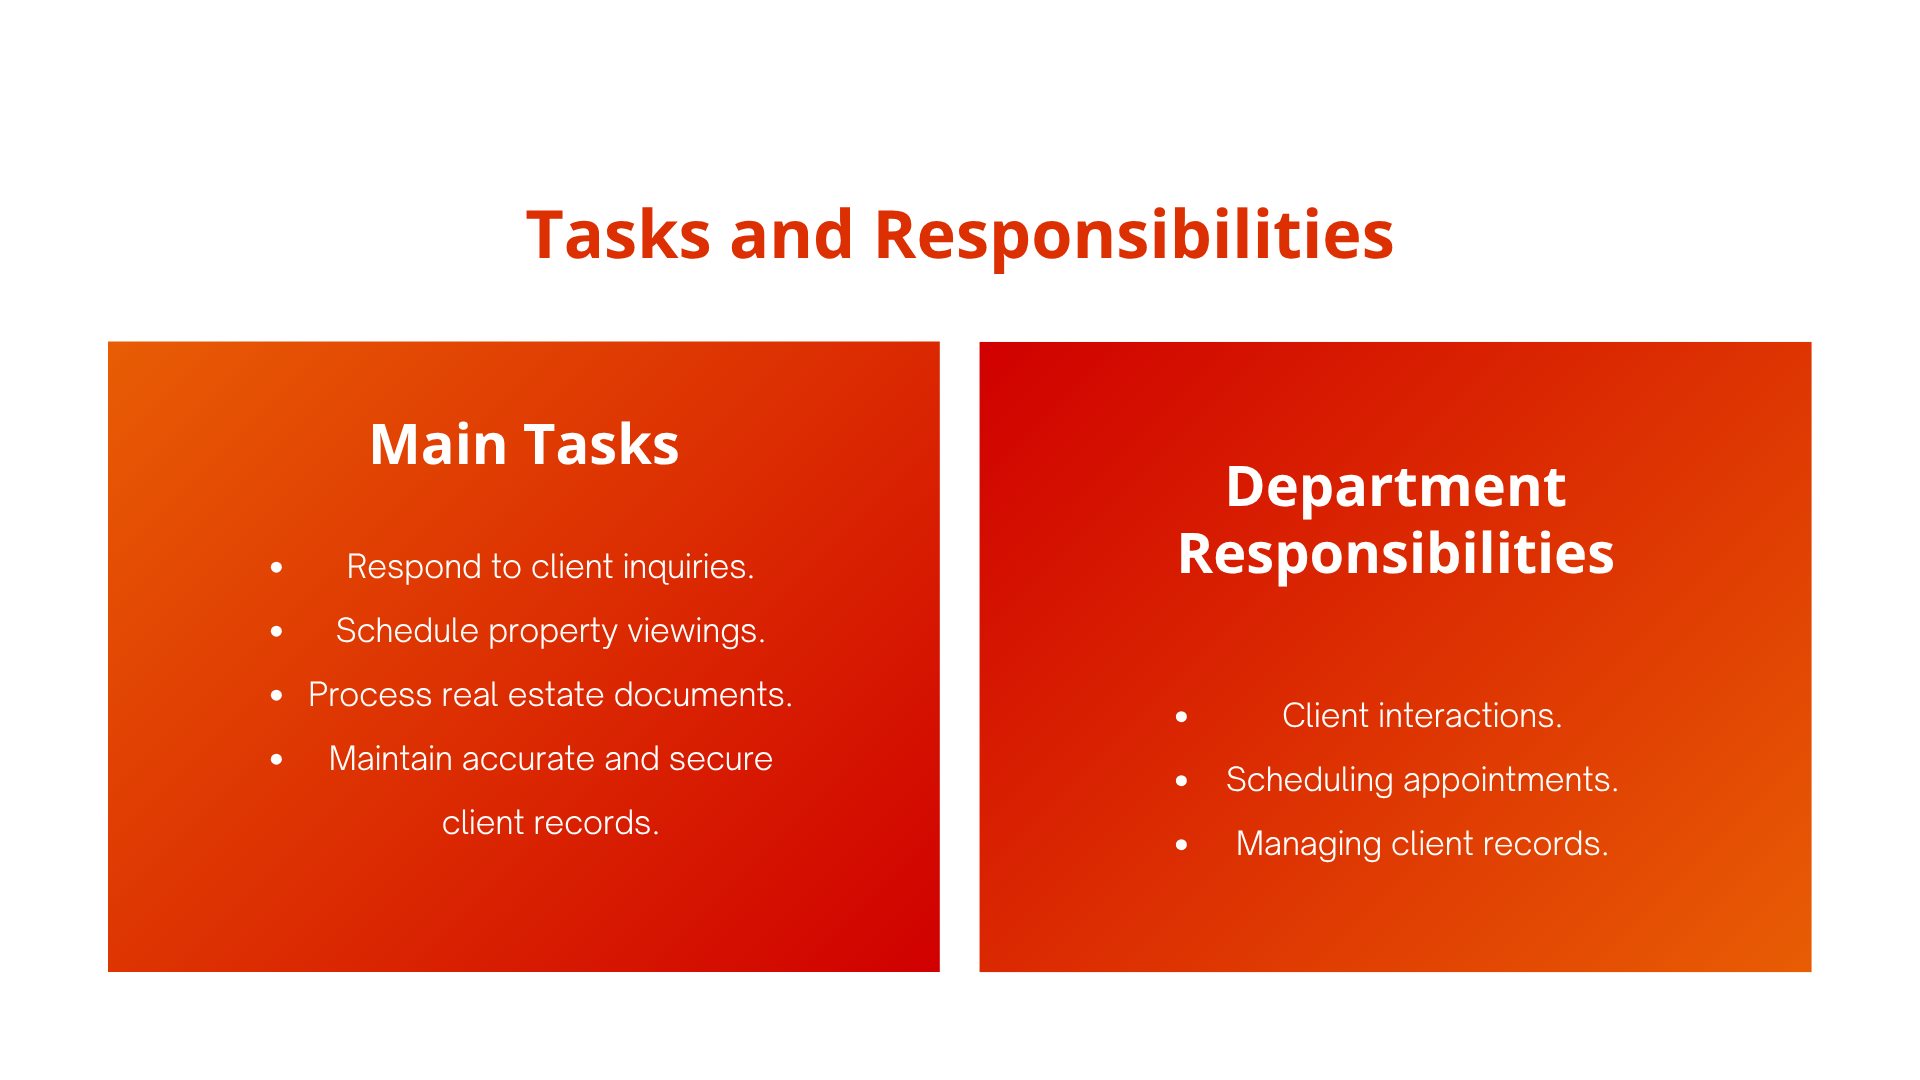 Tasks and Responsibilities
Main Tasks
• Respond to client inquiries.
• Schedule property viewings.
• Process real estate documents.
• Maintain accurate and secure
client records.
Department
Responsibilities
• Client interactions.
• Scheduling appointments.
• Managing client records.